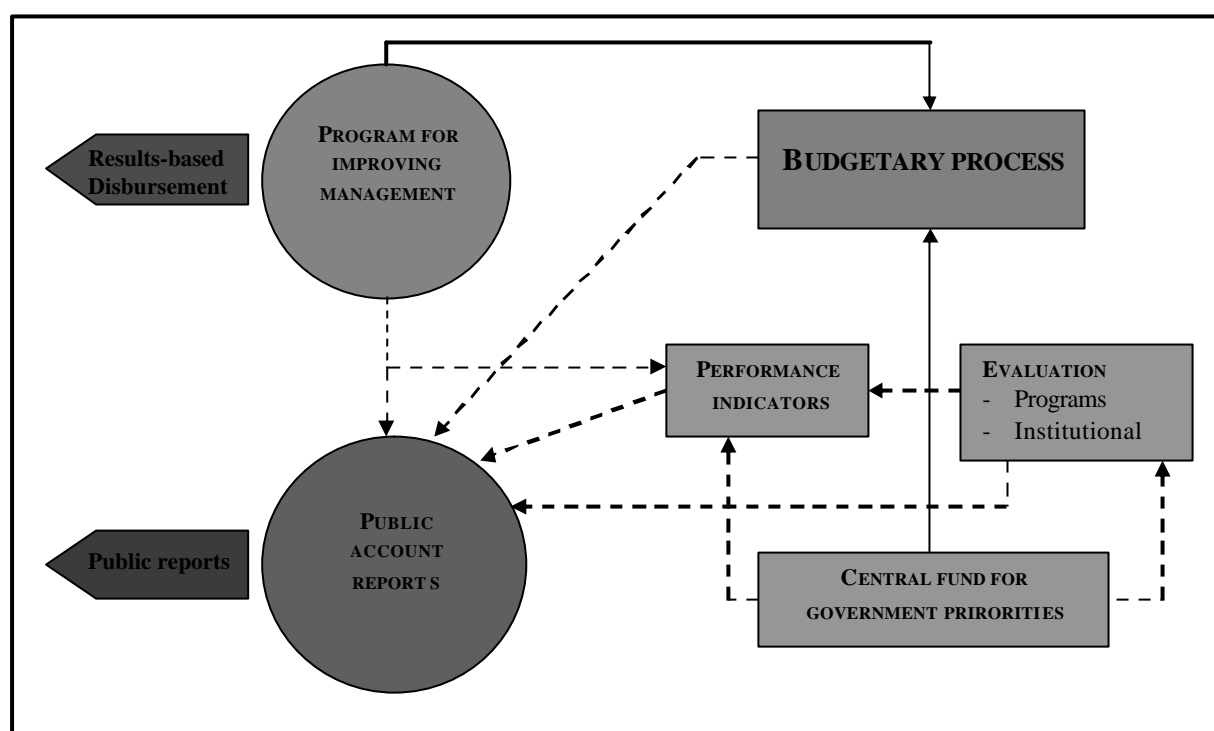 PROGRAM FOR
IMPROVING
MANAGEMENT
Results-based
Disbursement
BUDGETARY PROCESS
PERFORMANCE
INDICATORS
EVALUATION
- Programs
- Institutional
PUBLIC
ACCOUNT
REPORT S
Public reports
CENTRAL FUND FOR
GOVERNMENT PRIRORITIES